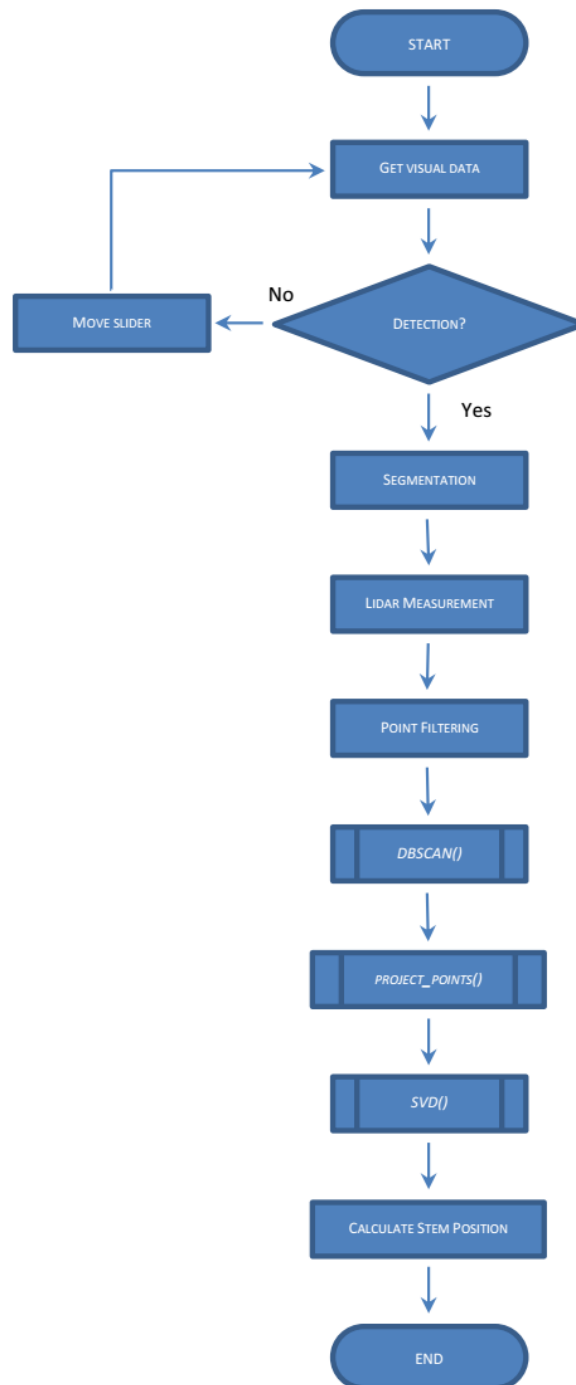 START
GET VISUAL DATA
No
MOVE SLIDER
DETECTION?
Yes
SEGMENTATION
LIDAR MEASUREMENT
POINT FILTERING
DBSCAN()
PROJECT_POINTS()
SVD()
CALCULATE STEM POSITION
END